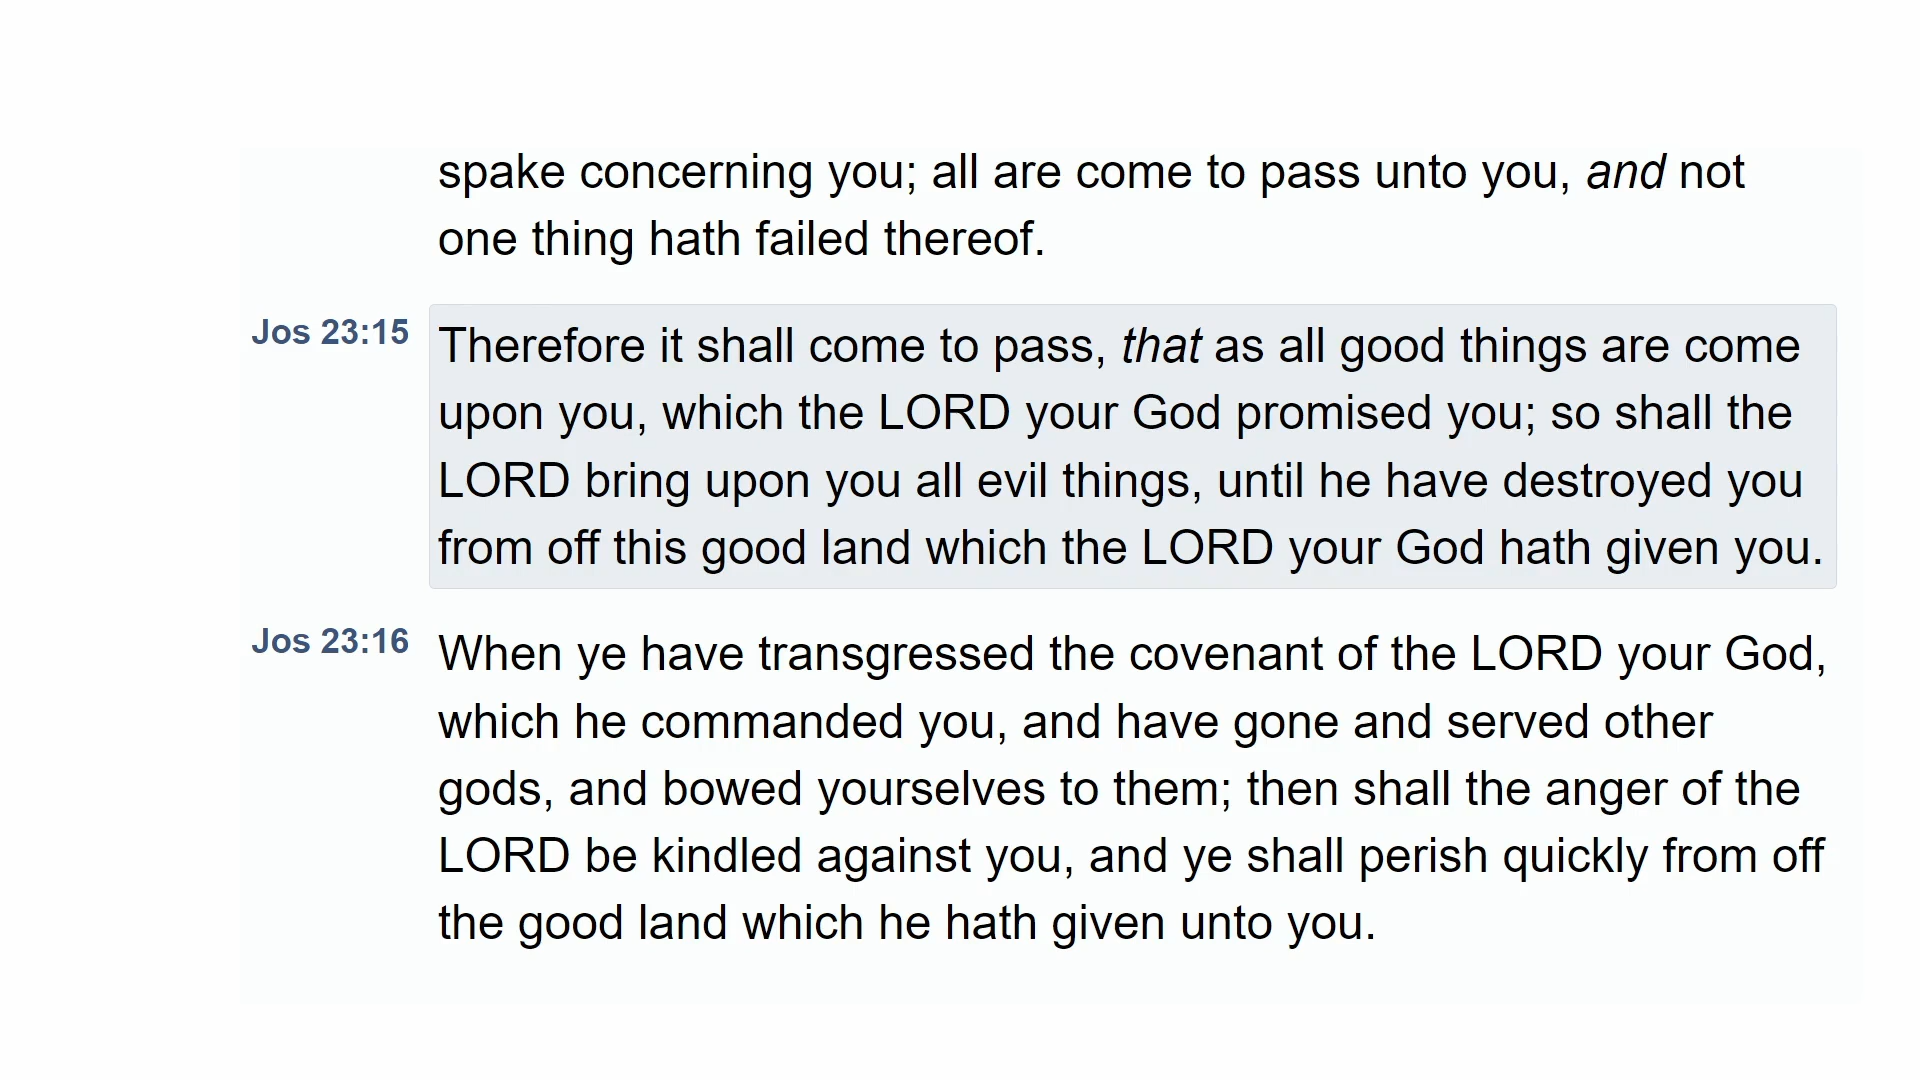 spake concerning you; all are come to pass unto you, and not
one thing hath failed thereof.
Jos 23:15 Therefore it shall come to pass, that as all good things are come
upon you, which the LORD your God promised you; so shall the
LORD bring upon you all evil things, until he have destroyed you
from off this good land which the LORD your God hath given you.
Jos 23:16 When ye have transgressed the covenant of the LORD your God,
which he commanded you, and have gone and served other
gods, and bowed yourselves to them; then shall the anger of the
LORD be kindled against you, and ye shall perish quickly from off
the good land which he hath given unto you.